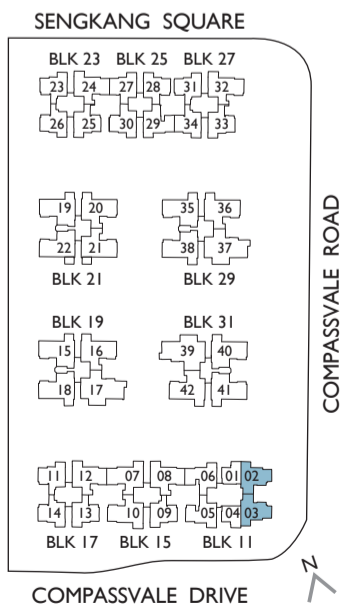 SENGKANG SQUARE
BLK 23 BLK 25 BLK 27
23 24 27 28 31 32
26 25 30 29 34 33
19 20 35 36
22 21 38 37
BLK 21 BLK 29
COMPASSVALE ROAD
BLK 19 BLK 31
15 16 39 40
18 17 42 41
11 12 07 08 06 01 02
14 13 10 09 05 04 03
BLK 17 BLK 15 BLK 11
N
COMPASSVALE DRIVE